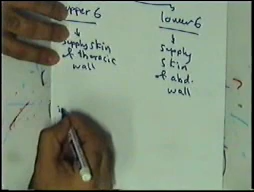 upper 6
lower 6
supply skin
of thoracic
wall
supply
skin
of abd.
wall